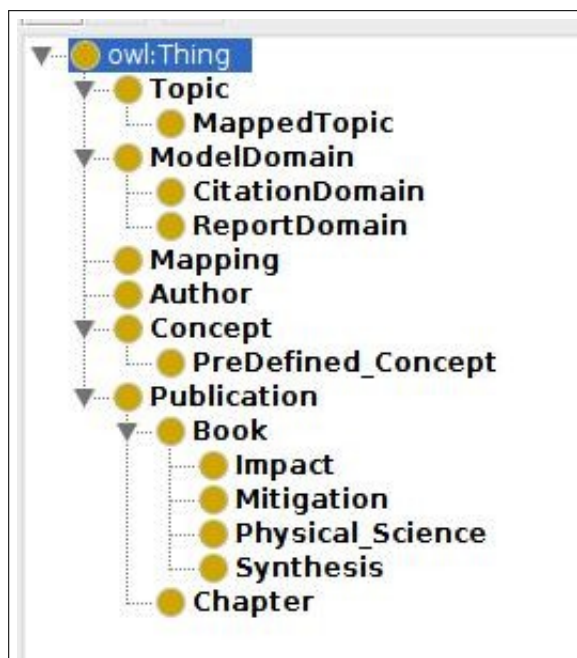 owl:Thing
Topic
MappedTopic
ModelDomain
CitationDomain
ReportDomain
Mapping
Author
Concept
PreDefined_Concept
Publication
Book
Impact
Mitigation
Physical_Science
Synthesis
Chapter